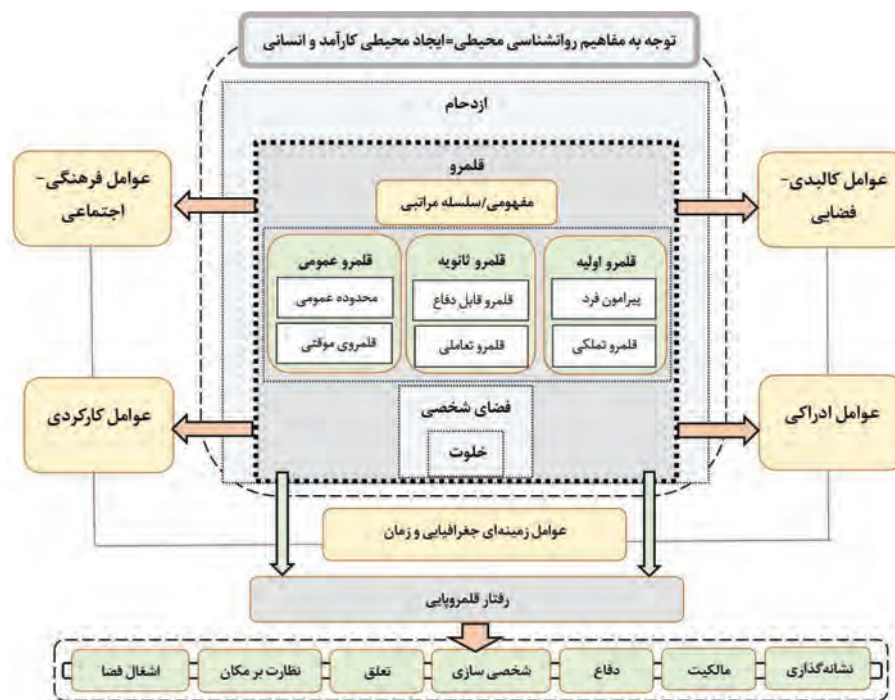 توجه به مفاهیم روانشناسی محیطی=ایجاد محیطی کارآمد و انسانی
ازدحام
قلمرو
مفهومی/سلسله مراتبی
عوامل کالبدی-
فضایی
عوامل فرهنگی-
اجتماعی
قلمرو اولیه
پیرامون فرد
قلمرو تملکی
قلمرو ثانویه
قلمرو قابل دفاع
قلمرو تعاملی
قلمرو عمومی
محدوده عمومی
قلمروی موقتی
فضای شخصی
خلوت
عوامل ادراکی
عوامل کارکردی
عوامل زمینه‌ای جغرافیایی و زمان
رفتار قلمروپایی
نشانه‌گذاری
مالکیت
دفاع
شخصی سازی
تعلق
نظارت بر مکان
اشغال فضا